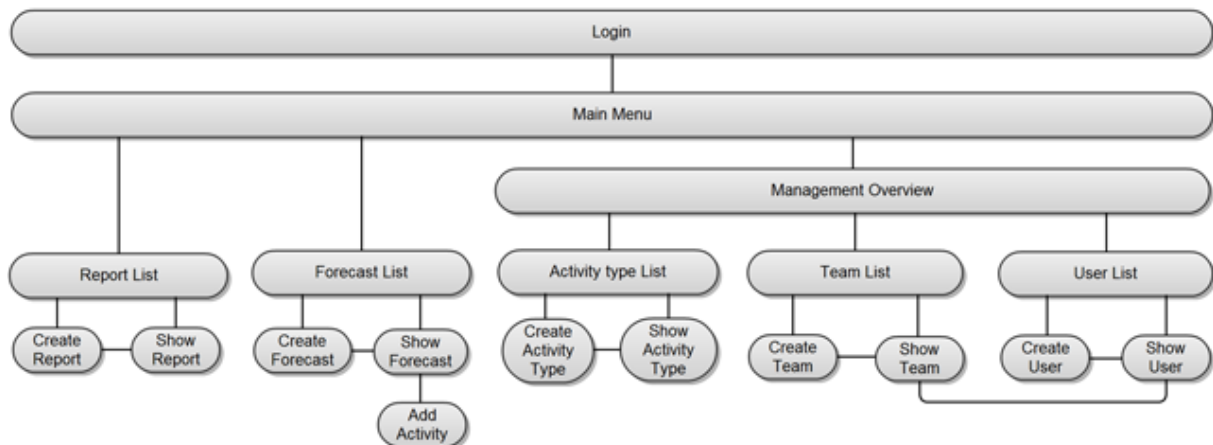 Login
Main Menu
Management Overview
Report List
Forecast List
Activity type List
Team List
User List
Create
Report
Show
Report
Create
Forecast
Show
Forecast
Create
Activity
Type
Show
Activity
Type
Create
Team
Show
Team
Create
User
Show
User
Add
Activity